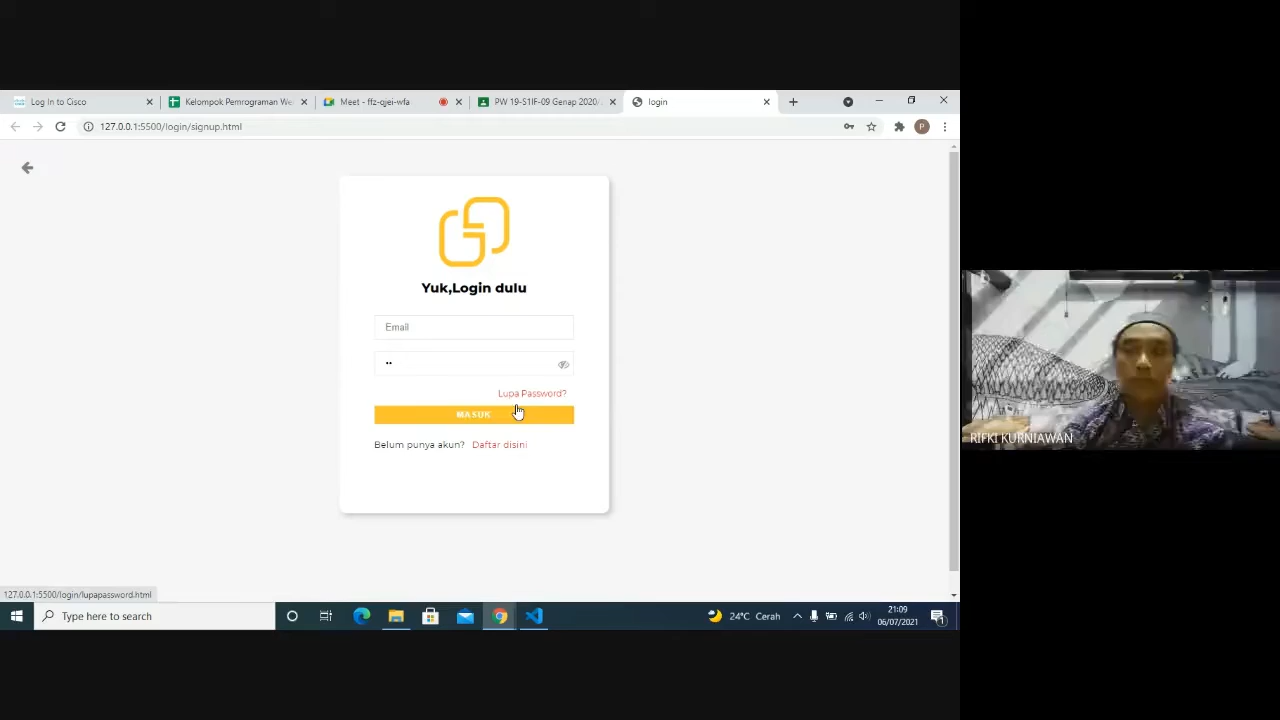 Log In to Cisco
Kelompok Pemrograman We
Meet - ffz-qjei-wfa
PW 19-S1IF-09 Genap 2020/
login
127.0.0.1:5500/login/signup.html
P
Yuk,Login dulu
Email
Lupa Password?
MASUK
Belum punya akun? Daftar disini
RIFKI KURNIAWAN
127.0.0.1:5500/login/lupapassword.html
Type here to search
24°C Cerah
21:09
06/07/2021
1